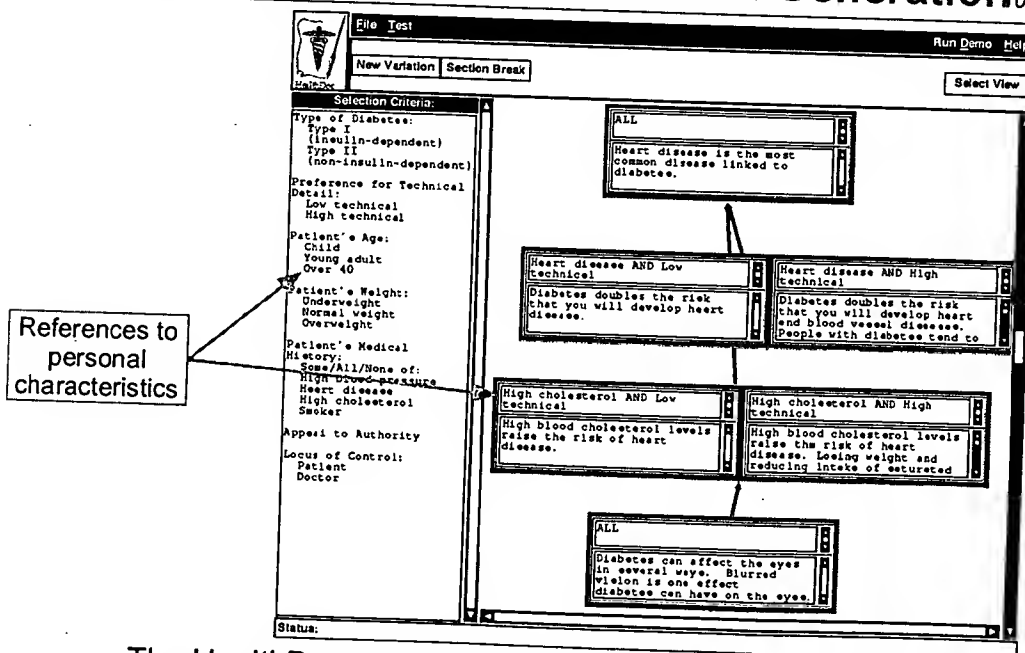 Generation
File Test
Run Demo Help
HealthDoc
New Variation Section Break
Select View
Selection Criteria:
Type of Diabetes:
Type I
(insulin-dependent)
Type II
(non-insulin-dependent)
Preference for Technical
Detail:
Low technical
High technical
Patient's Age:
Child
Young adult
Over 40
Patient's Weight:
Underweight
Normal weight
Overweight
Patient's Medical
History:
Some/All/None of:
High blood pressure
Heart disease
High cholesterol
Smoker
Appeal to Authority
Locus of Control:
Patient
Doctor
References to
personal
characteristics
ALL
Heart disease is the most
common disease linked to
diabetes.
Heart disease AND Low
technical
Diabetes doubles the risk
that you will develop heart
disease.
Heart disease AND High
technical
Diabetes doubles the risk
that you will develop heart
and blood vessel diseases.
People with diabetes tend to
High cholesterol AND Low
technical
High blood cholesterol levels
raise the risk of heart
disease.
High cholesterol AND High
technical
High blood cholesterol levels
raise the risk of heart
disease. Losing weight and
reducing intake of saturated
ALL
Diabetes can affect the eyes
in several ways. Blurred
vision is one effect
diabetes can have on the eyes.
Status:
The